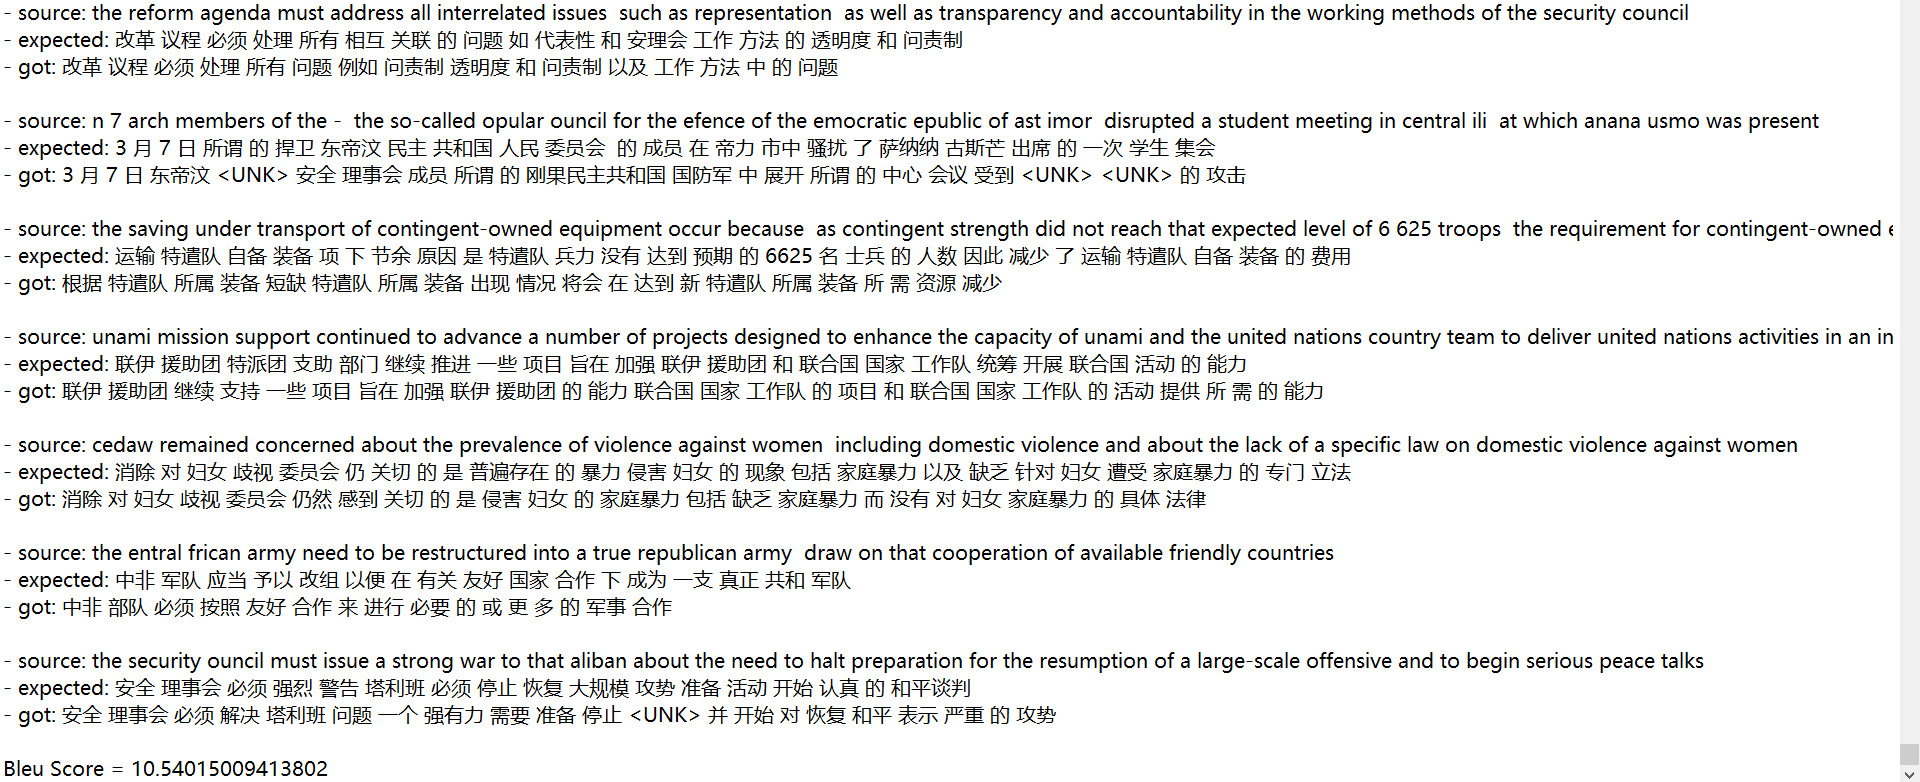 - source: the reform agenda must address all interrelated issues  such as representation  as well as transparency and accountability in the working methods of the security council
- expected: 改革 议程 必须 处理 所有 相互 关联 的 问题 如 代表性 和 安理会 工作 方法 的 透明度 和 问责制
- got: 改革 议程 必须 处理 所有 问题 例如 问责制 透明度 和 问责制 以及 工作 方法 中 的 问题
- source: n 7 arch members of the -  the so-called opular ouncil for the efence of the emocratic epublic of ast imor  disrupted a student meeting in central ili  at which anana usmo was present
- expected: 3 月 7 日 所谓 的 捍卫 东帝汶 民主 共和国 人民 委员会  的 成员 在 帝力 市中 骚扰 了 萨纳纳 古斯芒 出席 的 一次 学生 集会
- got: 3 月 7 日 东帝汶 <UNK> 安全 理事会 成员 所谓 的 刚果民主共和国 国防军 中 展开 所谓 的 中心 会议 受到 <UNK> <UNK> 的 攻击
- source: the saving under transport of contingent-owned equipment occur because  as contingent strength did not reach that expected level of 6 625 troops  the requirement for contingent-owned
- expected: 运输 特遣队 自备 装备 项 下 节余 原因 是 特遣队 兵力 没有 达到 预期 的 6625 名 士兵 的 人数 因此 减少 了 运输 特遣队 自备 装备 的 费用
- got: 根据 特遣队 所属 装备 短缺 特遣队 所属 装备 出现 情况 将会 在 达到 新 特遣队 所属 装备 所 需 资源 减少
- source: unami mission support continued to advance a number of projects designed to enhance the capacity of unami and the united nations country team to deliver united nations activities in an in
- expected: 联伊 援助团 特派团 支助 部门 继续 推进 一些 项目 旨在 加强 联伊 援助团 和 联合国 国家 工作队 统筹 开展 联合国 活动 的 能力
- got: 联伊 援助团 继续 支持 一些 项目 旨在 加强 联伊 援助团 的 能力 联合国 国家 工作队 的 项目 和 联合国 国家 工作队 的 活动 提供 所 需 的 能力
- source: cedaw remained concerned about the prevalence of violence against women  including domestic violence and about the lack of a specific law on domestic violence against women
- expected: 消除 对 妇女 歧视 委员会 仍 关切 的 是 普遍存在 的 暴力 侵害 妇女 的 现象 包括 家庭暴力 以及 缺乏 针对 妇女 遭受 家庭暴力 的 专门 立法
- got: 消除 对 妇女 歧视 委员会 仍然 感到 关切 的 是 侵害 妇女 的 家庭暴力 包括 缺乏 家庭暴力 而 没有 对 妇女 家庭暴力 的 具体 法律
- source: the entral frican army need to be restructured into a true republican army  draw on that cooperation of available friendly countries
- expected: 中非 军队 应当 予以 改组 以便 在 有关 友好 国家 合作 下 成为 一支 真正 共和 军队
- got: 中非 部队 必须 按照 友好 合作 来 进行 必要 的 或 更 多 的 军事 合作
- source: the security ouncil must issue a strong war to that aliban about the need to halt preparation for the resumption of a large-scale offensive and to begin serious peace talks
- expected: 安全 理事会 必须 强烈 警告 塔利班 必须 停止 恢复 大规模 攻势 准备 活动 开始 认真 的 和平谈判
- got: 安全 理事会 必须 解决 塔利班 问题 一个 强有力 需要 准备 停止 <UNK> 并 开始 对 恢复 和平 表示 严重 的 攻势
Bleu Score = 10.54015009413802